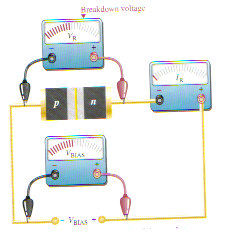 Breakdown voltage
V_R
− +
I_R
− +
p n
V_BIAS
− +
− V_BIAS +